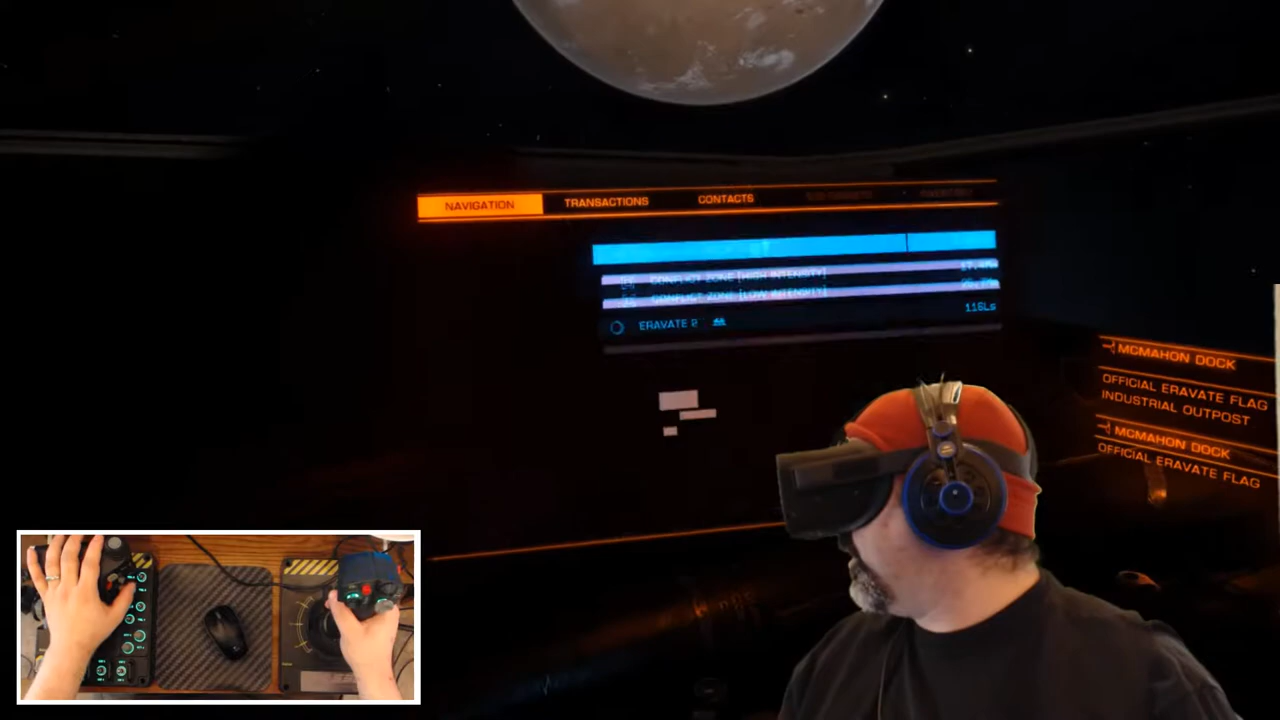 NAVIGATION
TRANSACTIONS
CONTACTS
CONFLICT ZONE [HIGH INTENSITY]
CONFLICT ZONE [LOW INTENSITY]
ERAVATE 2
116Ls
MCMAHON DOCK
OFFICIAL ERAVATE FLAG
INDUSTRIAL OUTPOST
MCMAHON DOCK
OFFICIAL ERAVATE FLAG